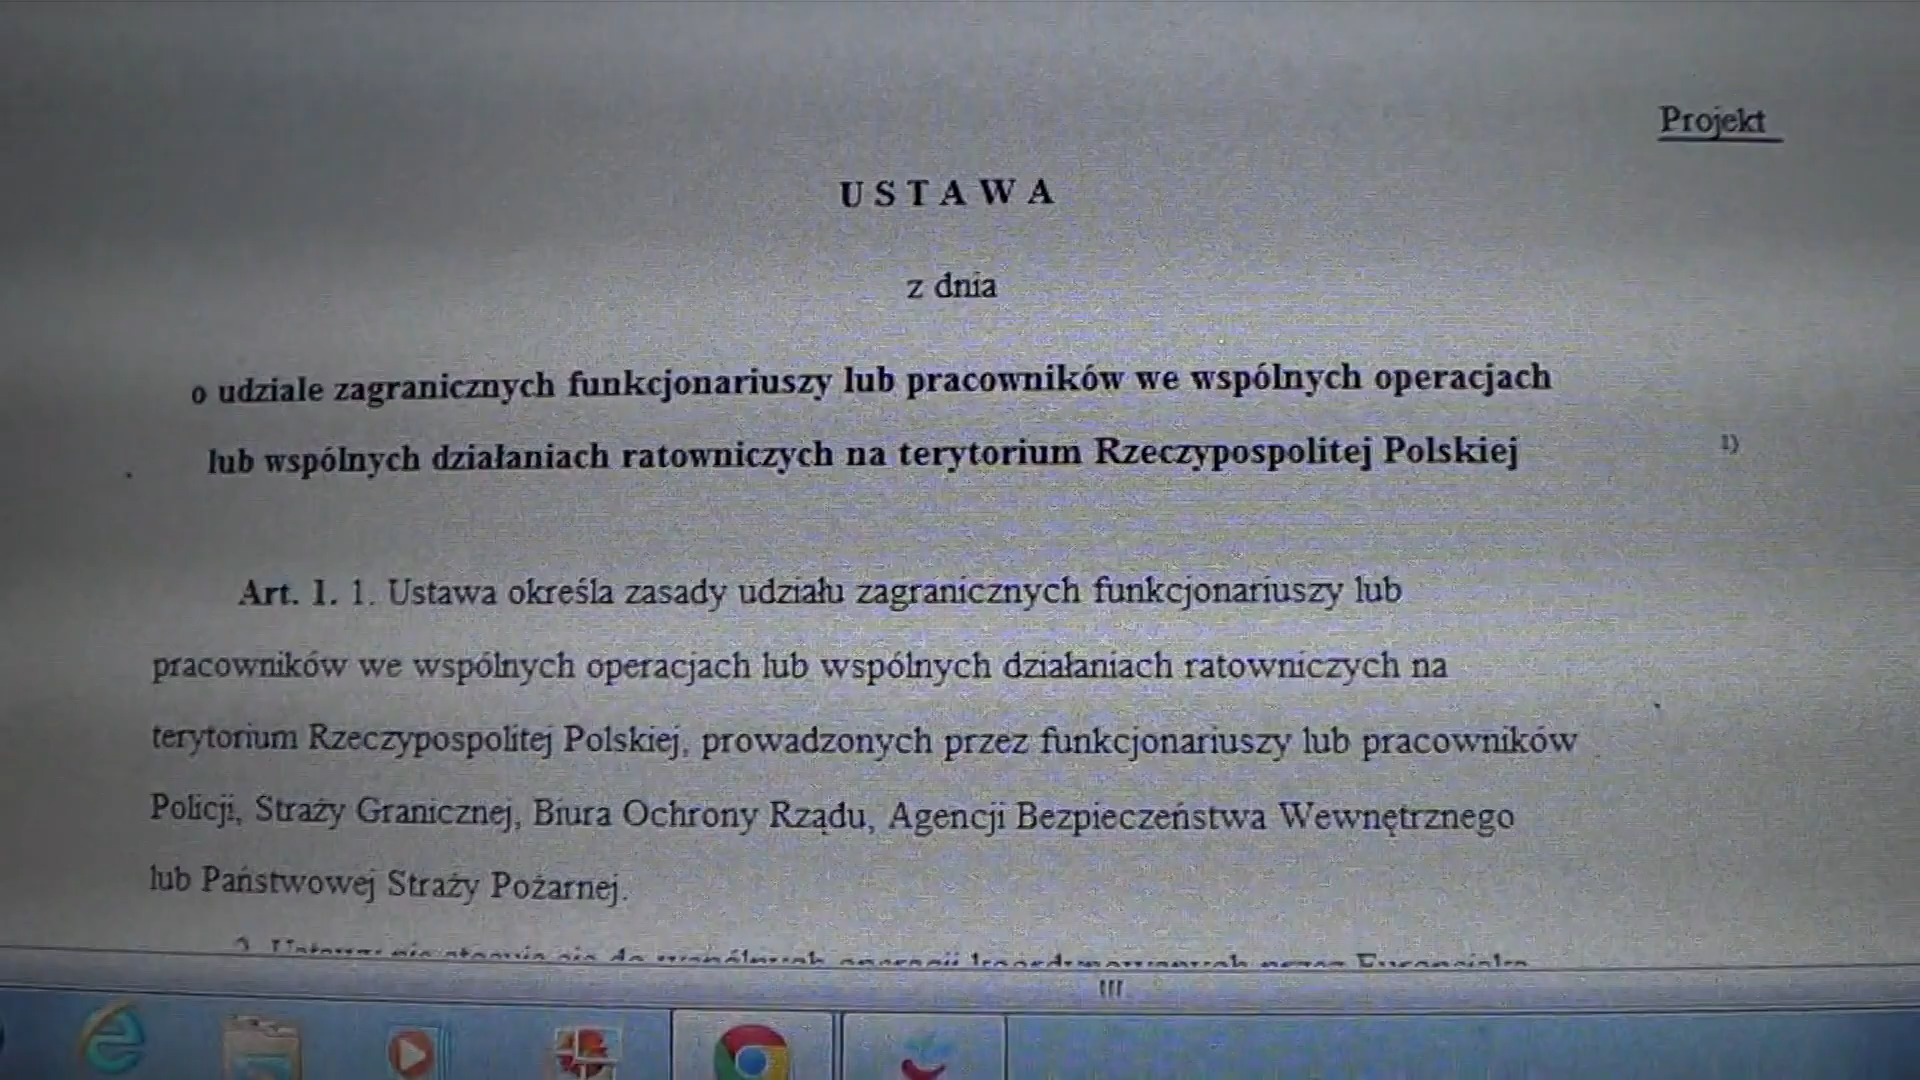 Projekt
USTAWA
z dnia
o udziale zagranicznych funkcjonariuszy lub pracowników we wspólnych operacjach
lub wspólnych działaniach ratowniczych na terytorium Rzeczypospolitej Polskiej 1)
Art. 1. 1. Ustawa określa zasady udziału zagranicznych funkcjonariuszy lub
pracowników we wspólnych operacjach lub wspólnych działaniach ratowniczych na
terytorium Rzeczypospolitej Polskiej, prowadzonych przez funkcjonariuszy lub pracowników
Policji, Straży Granicznej, Biura Ochrony Rządu, Agencji Bezpieczeństwa Wewnętrznego
lub Państwowej Straży Pożarnej.